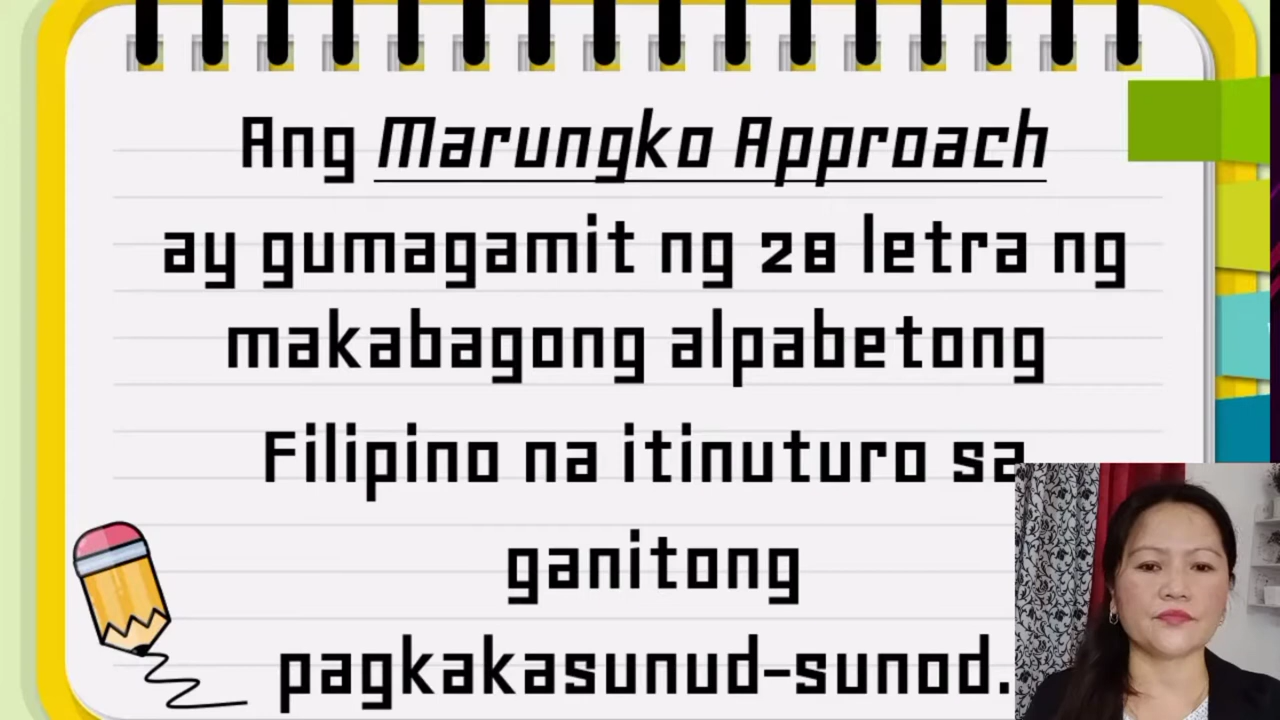 Ang Marungko Approach
ay gumagamit ng 28 letra ng
makabagong alpabetong
Filipino na itinuturo sa
ganitong
pagkakasunud-sunod.